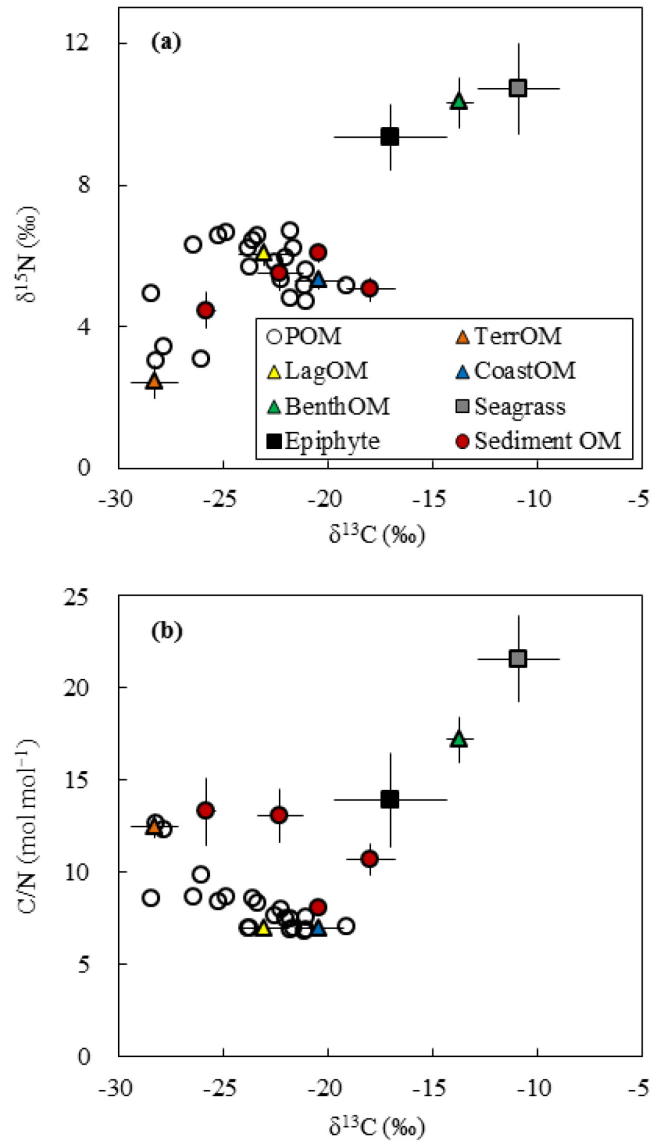 (a)
12
8
4
0
δ¹⁵N (‰)
POM
TerrOM
LagOM
CoastOM
BenthOM
Seagrass
Epiphyte
Sediment OM
-30 -25 -20 -15 -10 -5
δ¹³C (‰)
(b)
25
20
15
10
5
0
C/N (mol mol⁻¹)
-30 -25 -20 -15 -10 -5
δ¹³C (‰)